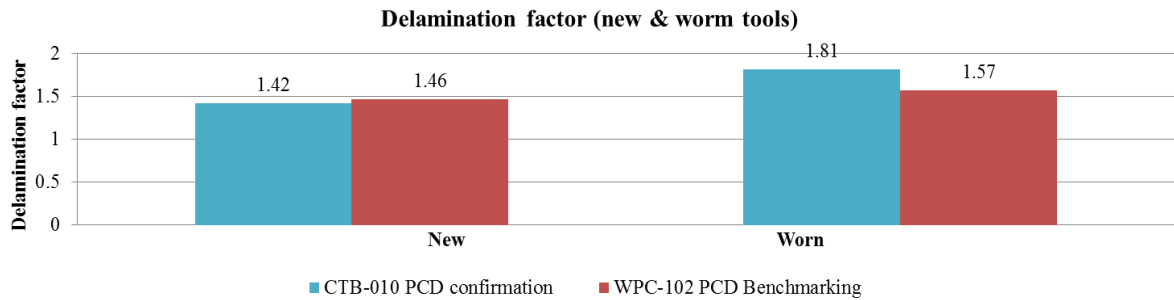 Delamination factor (new & worm tools)
Delamination factor
2
1.5
1
0.5
0
1.42
1.46
1.81
1.57
New
Worn
CTB-010 PCD confirmation
WPC-102 PCD Benchmarking